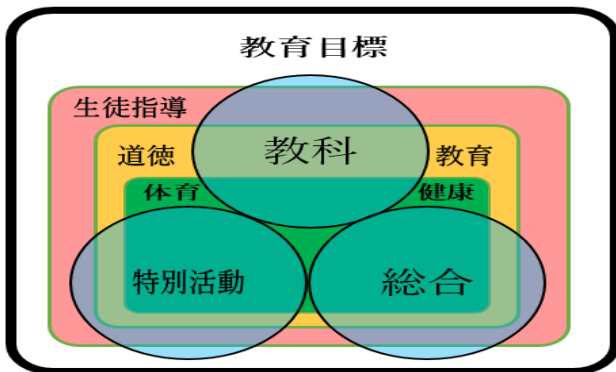 教育目標
生徒指導
教科
道徳 教育
体育 健康
特別活動 総合